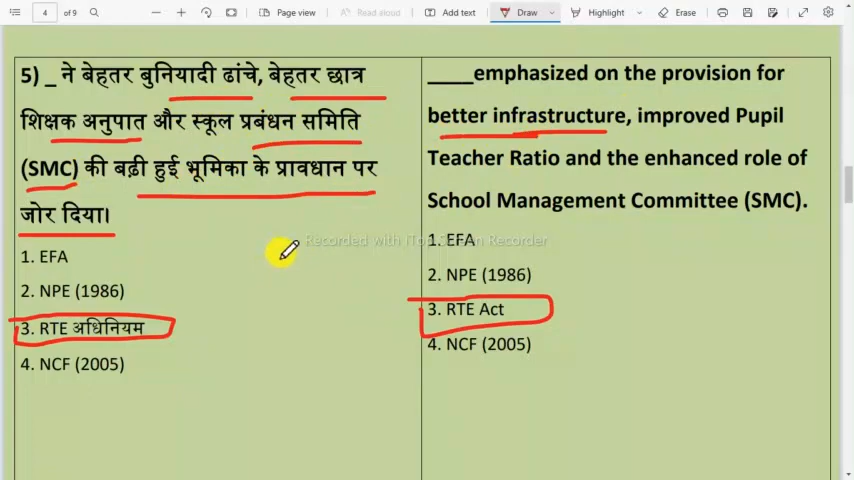 4 of 9
Page view
Read aloud
Add text
Draw
Highlight
Erase
5) _ ने बेहतर बुनियादी ढांचे, बेहतर छात्र
शिक्षक अनुपात और स्कूल प्रबंधन समिति
(SMC) की बढ़ी हुई भूमिका के प्रावधान पर
जोर दिया।
1. EFA
2. NPE (1986)
3. RTE अधिनियम
4. NCF (2005)
____emphasized on the provision for
better infrastructure, improved Pupil
Teacher Ratio and the enhanced role of
School Management Committee (SMC).
1. EFA
2. NPE (1986)
3. RTE Act
4. NCF (2005)
Recorded with iTop Screen Recorder